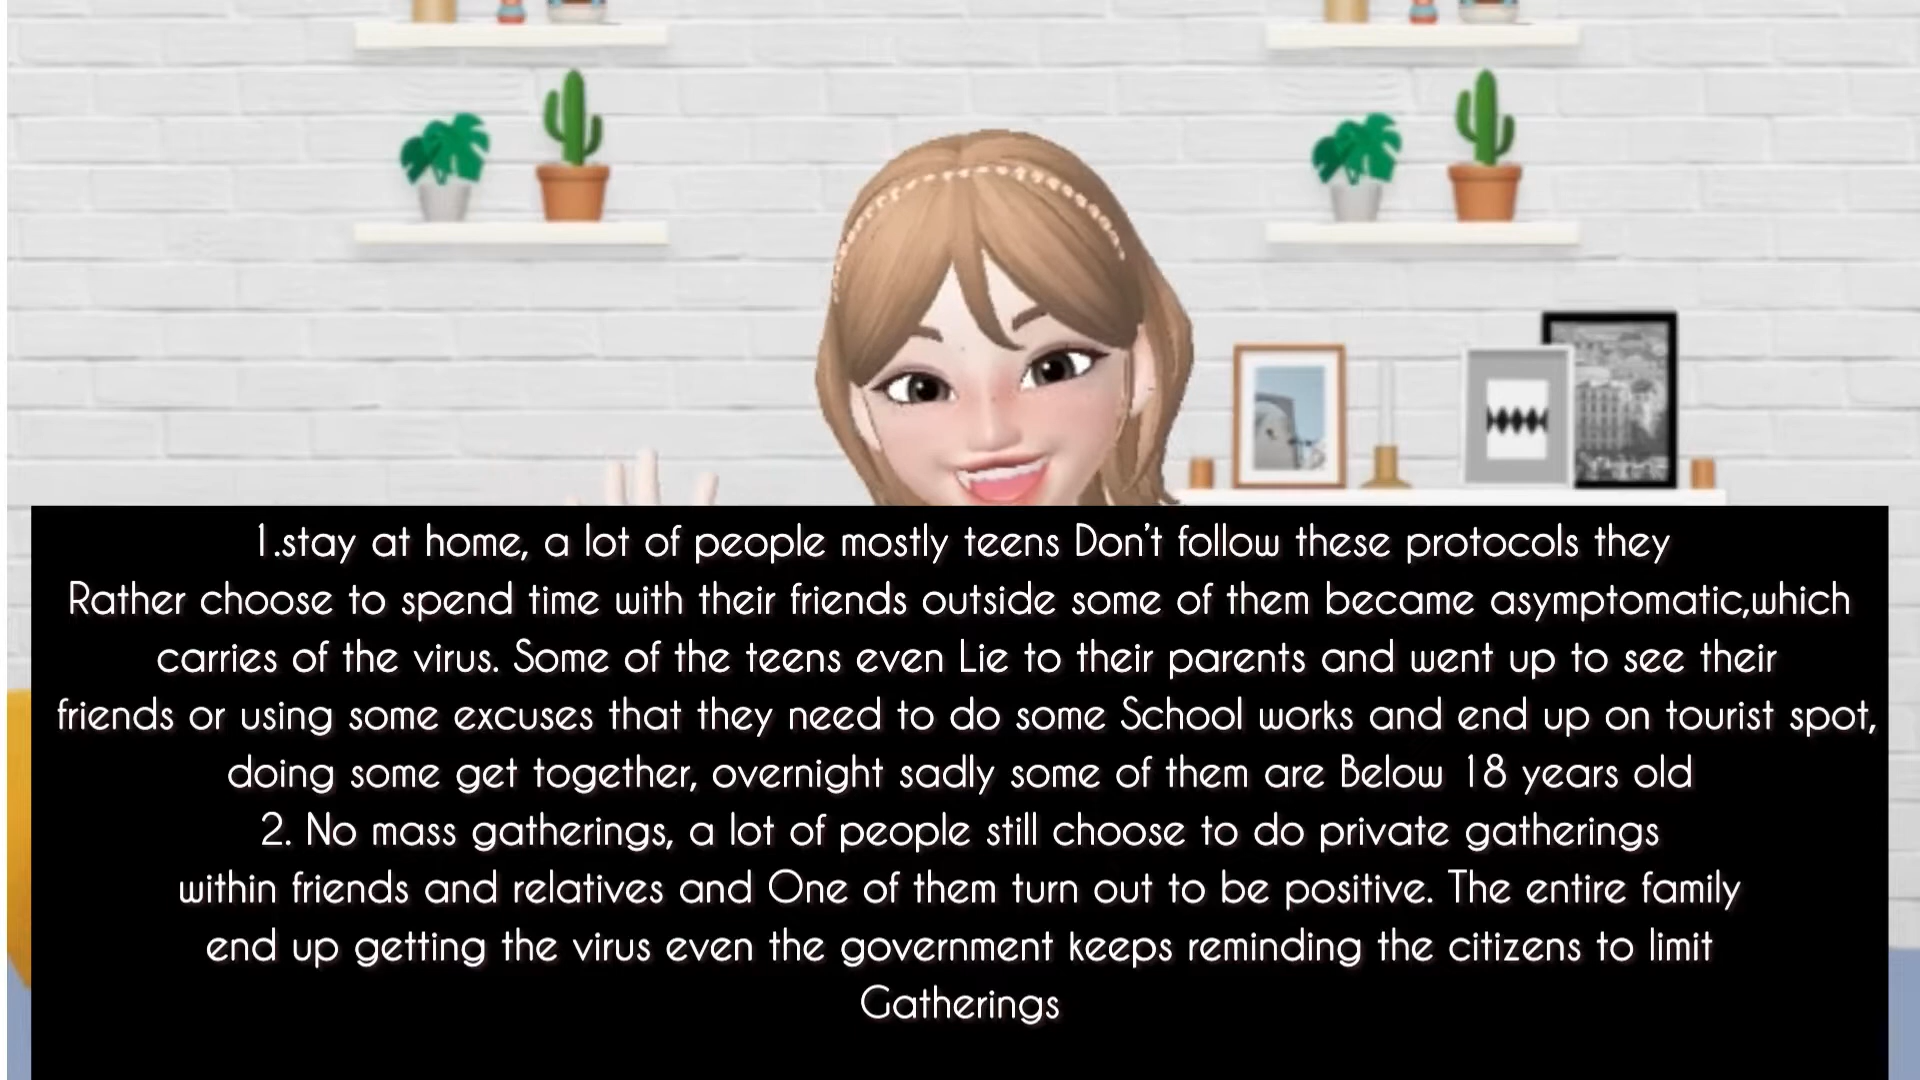 1.stay at home, a lot of people mostly teens Don't follow these protocols they
Rather choose to spend time with their friends outside some of them became asymptomatic,which
carries of the virus. Some of the teens even Lie to their parents and went up to see their
friends or using some excuses that they need to do some School works and end up on tourist spot,
doing some get together, overnight sadly some of them are Below 18 years old
2. No mass gatherings, a lot of people still choose to do private gatherings
within friends and relatives and One of them turn out to be positive. The entire family
end up getting the virus even the government keeps reminding the citizens to limit
Gatherings